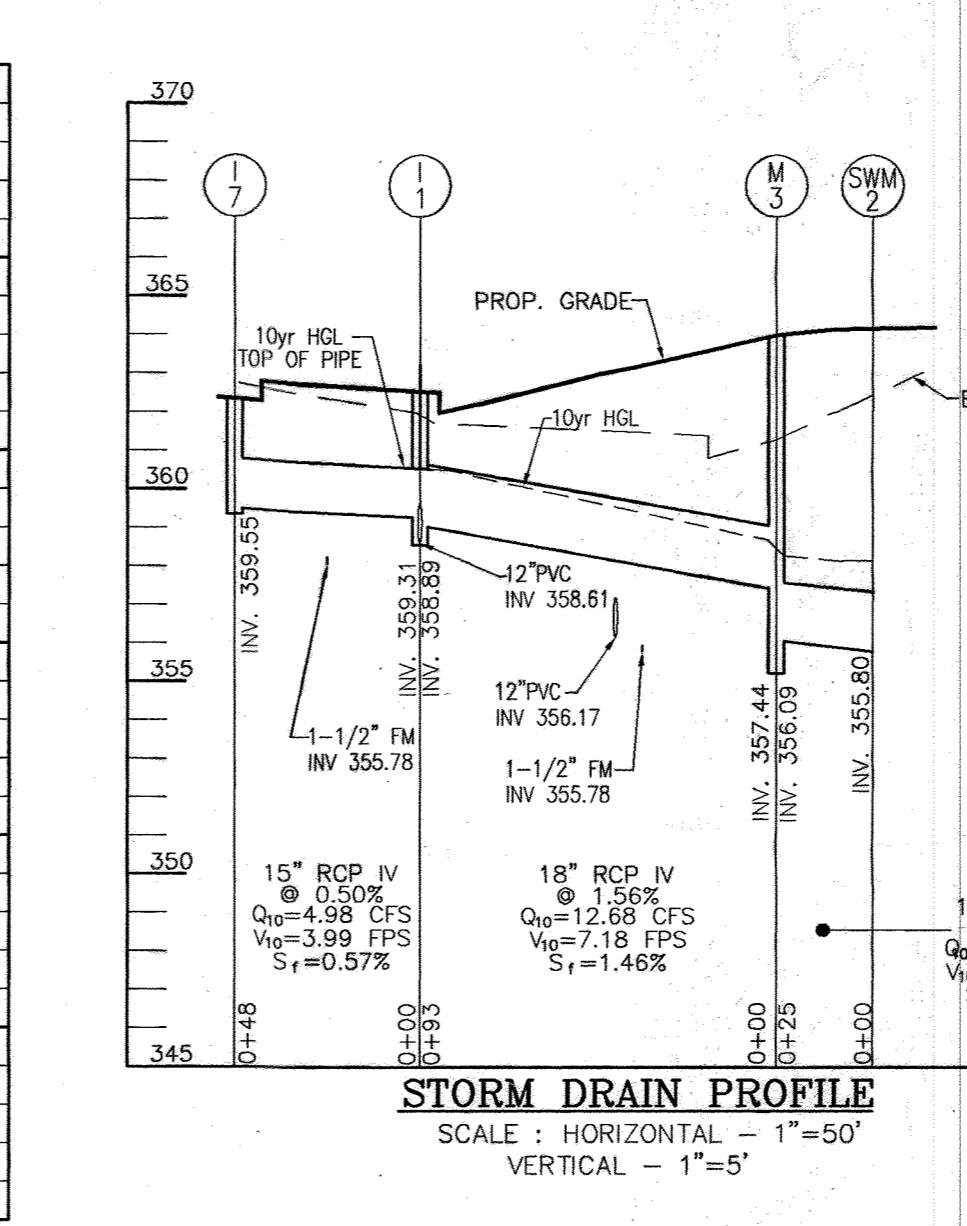 370
I
7
I
1
M
3
SWM
2
365
PROP. GRADE
10yr HGL
TOP OF PIPE
10yr HGL
360
INV. 359.55
INV. 359.31
INV. 358.89
12"PVC
INV 358.61
355
12"PVC
INV 356.17
1-1/2" FM
INV 355.78
1-1/2" FM
INV 355.78
INV. 357.44
INV. 356.09
INV. 355.80
350
15" RCP IV
@ 0.50%
Q10=4.98 CFS
V10=3.99 FPS
Sf=0.57%
18" RCP IV
@ 1.56%
Q10=12.68 CFS
V10=7.18 FPS
Sf=1.46%
345
0+48
0+00
0+93
0+00
0+25
0+00
STORM DRAIN PROFILE
SCALE : HORIZONTAL - 1"=50'
VERTICAL - 1"=5'